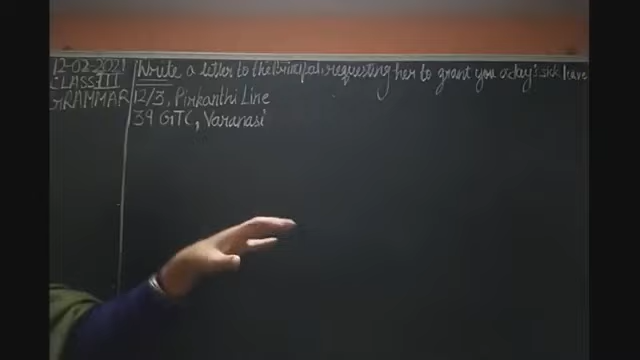 12-02-2021
CLASS III
GRAMMAR
Write a letter to the Principal requesting her to grant you a day's sick leave
12/3, Pirkanthi Line
39 GTC, Varanasi